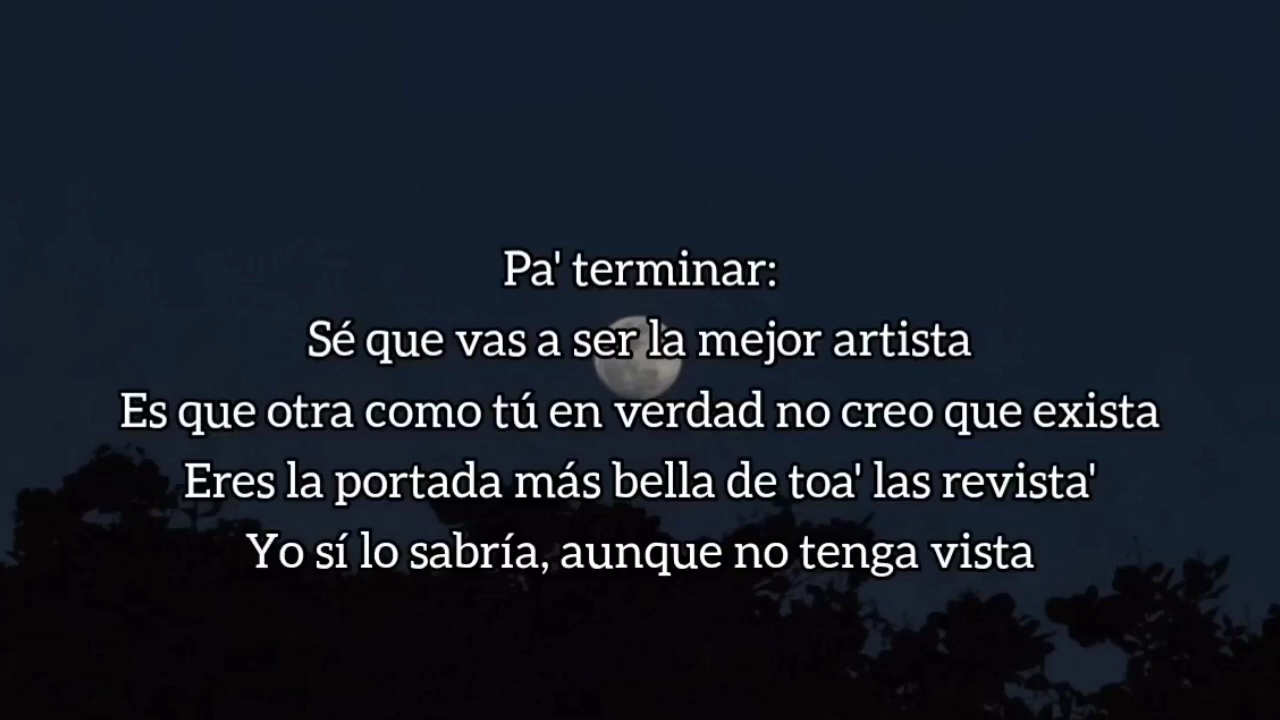 Pa' terminar:
Sé que vas a ser la mejor artista
Es que otra como tú en verdad no creo que exista
Eres la portada más bella de toa' las revista'
Yo sí lo sabría, aunque no tenga vista